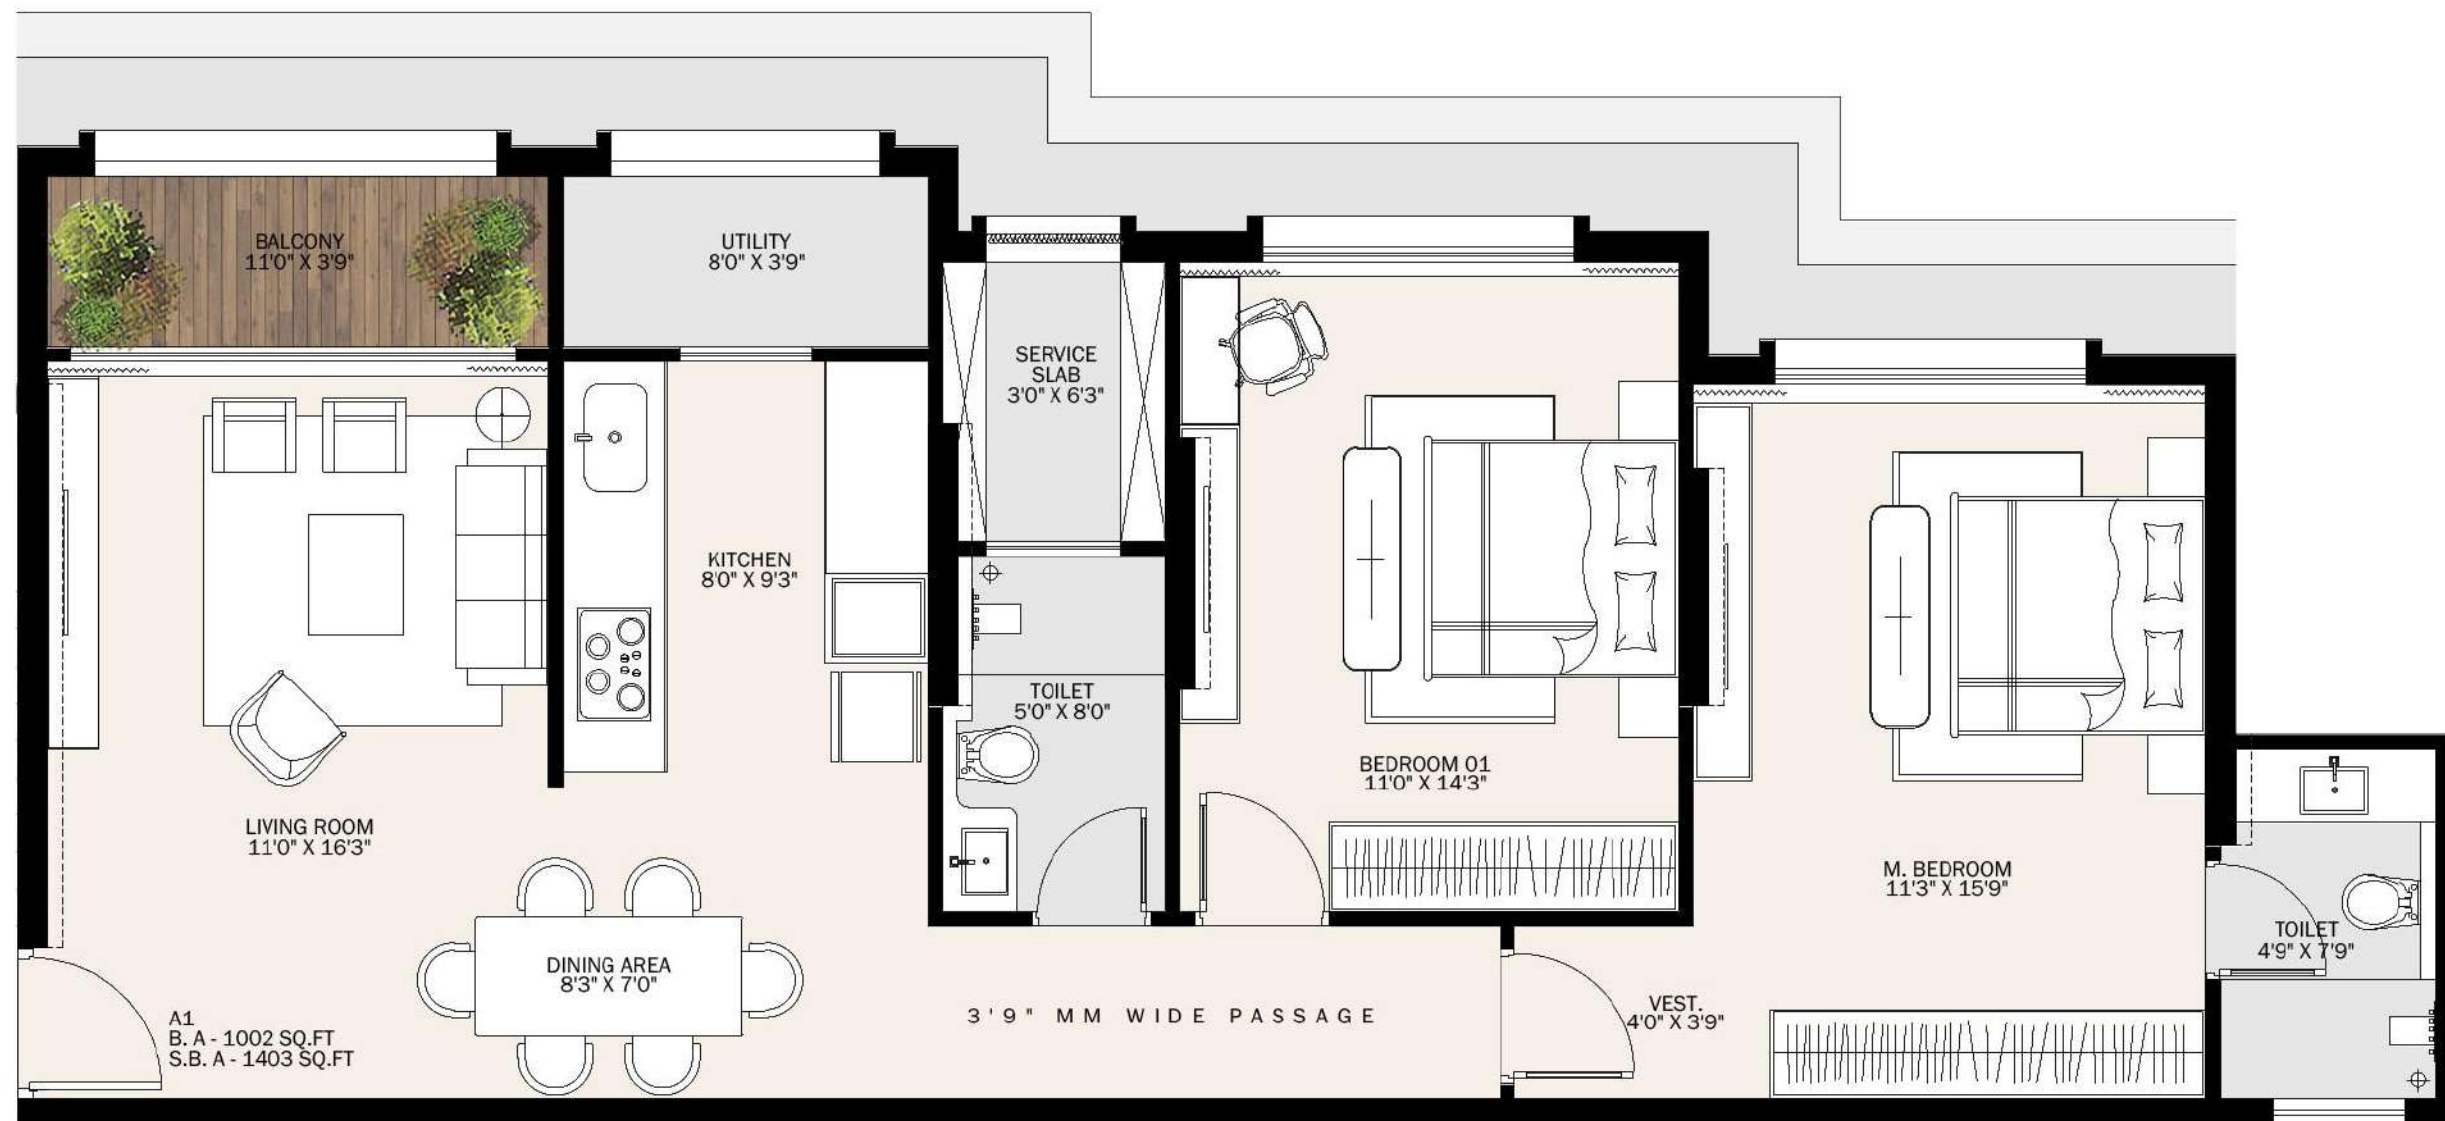 BALCONY
11'0" X 3'9"
UTILITY
8'0" X 3'9"
SERVICE
SLAB
3'0" X 6'3"
KITCHEN
8'0" X 9'3"
TOILET
5'0" X 8'0"
BEDROOM 01
11'0" X 14'3"
LIVING ROOM
11'0" X 16'3"
M. BEDROOM
11'3" X 15'9"
TOILET
4'9" X 7'9"
DINING AREA
8'3" X 7'0"
3'9" MM WIDE PASSAGE
VEST.
4'0" X 3'9"
A1
B. A - 1002 SQ.FT
S.B. A - 1403 SQ.FT